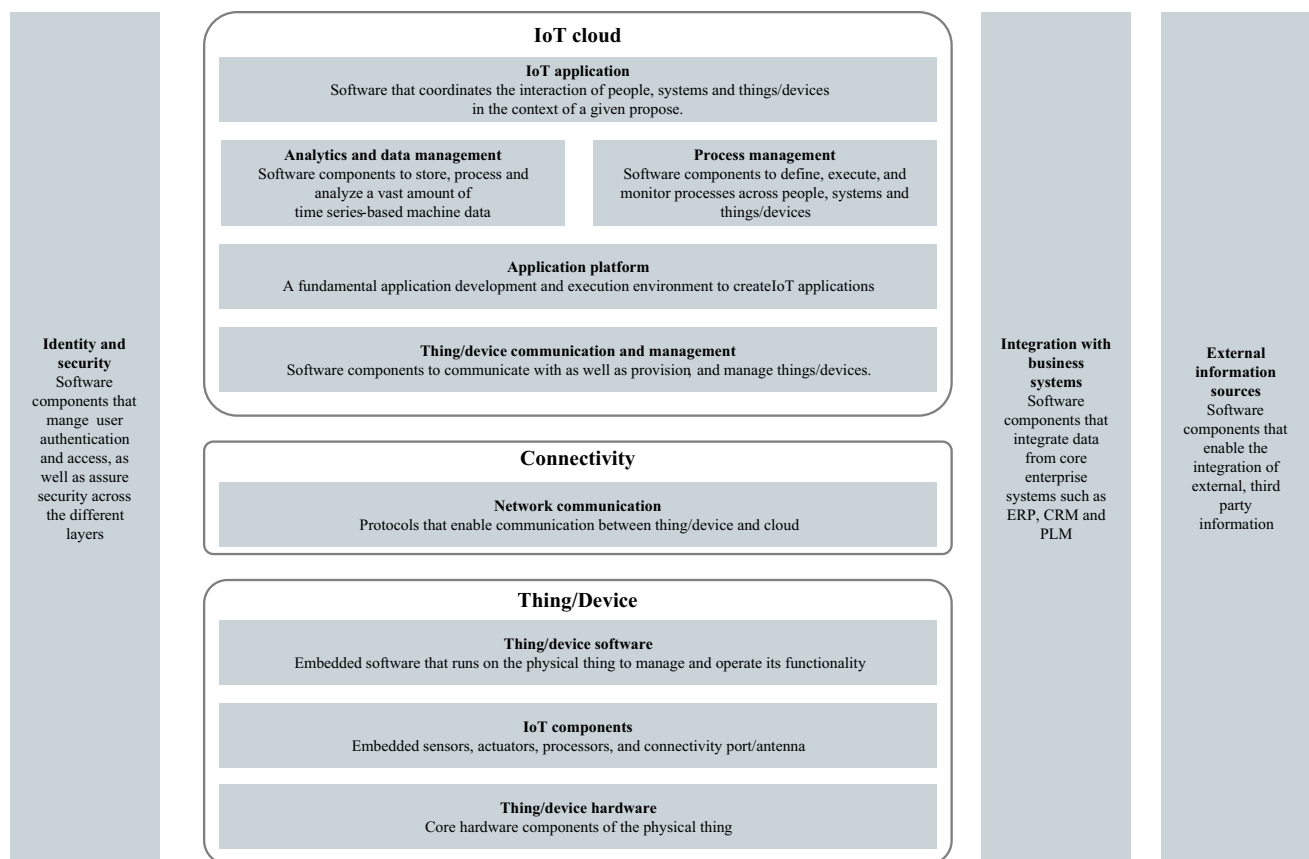 IoT cloud
IoT application
Software that coordinates the interaction of people, systems and things/devices
in the context of a given propose.
Analytics and data management
Software components to store, process and
analyze a vast amount of
time series-based machine data
Process management
Software components to define, execute, and
monitor processes across people, systems and
things/devices
Application platform
A fundamental application development and execution environment to createIoT applications
Thing/device communication and management
Software components to communicate with as well as provision, and manage things/devices.
Identity and
security
Software
components that
mange user
authentication
and access, as
well as assure
security across
the different
layers
Connectivity
Network communication
Protocols that enable communication between thing/device and cloud
Thing/Device
Thing/device software
Embedded software that runs on the physical thing to manage and operate its functionality
IoT components
Embedded sensors, actuators, processors, and connectivity port/antenna
Thing/device hardware
Core hardware components of the physical thing
Integration with
business
systems
Software
components that
integrate data
from core
enterprise
systems such as
ERP, CRM and
PLM
External
information
sources
Software
components that
enable the
integration of
external, third
party
information